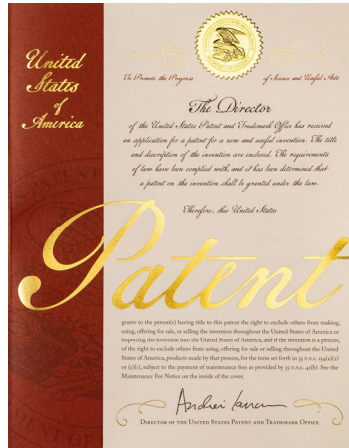 United
States
of
America
To Promote the Progress
of Science and Useful Arts
The Director
of the United States Patent and Trademark Office has received
an application for a patent for a new and useful invention. The title
and description of the invention are enclosed. The requirements
of law have been complied with, and it has been determined that
a patent on the invention shall be granted under the law.
Therefore, this United States
Patent
grants to the person(s) having title to this patent the right to exclude others from making,
using, offering for sale, or selling the invention throughout the United States of America or
importing the invention into the United States of America, and if the invention is a process,
of the right to exclude others from using, offering for sale or selling throughout the United
States of America, products made by that process, for the term set forth in 35 U.S.C. 154(a)(2)
or (c)(1), subject to the payment of maintenance fees as provided by 35 U.S.C. 41(b). See the
Maintenance Fee Notice on the inside of the cover.
Director of the United States Patent and Trademark Office